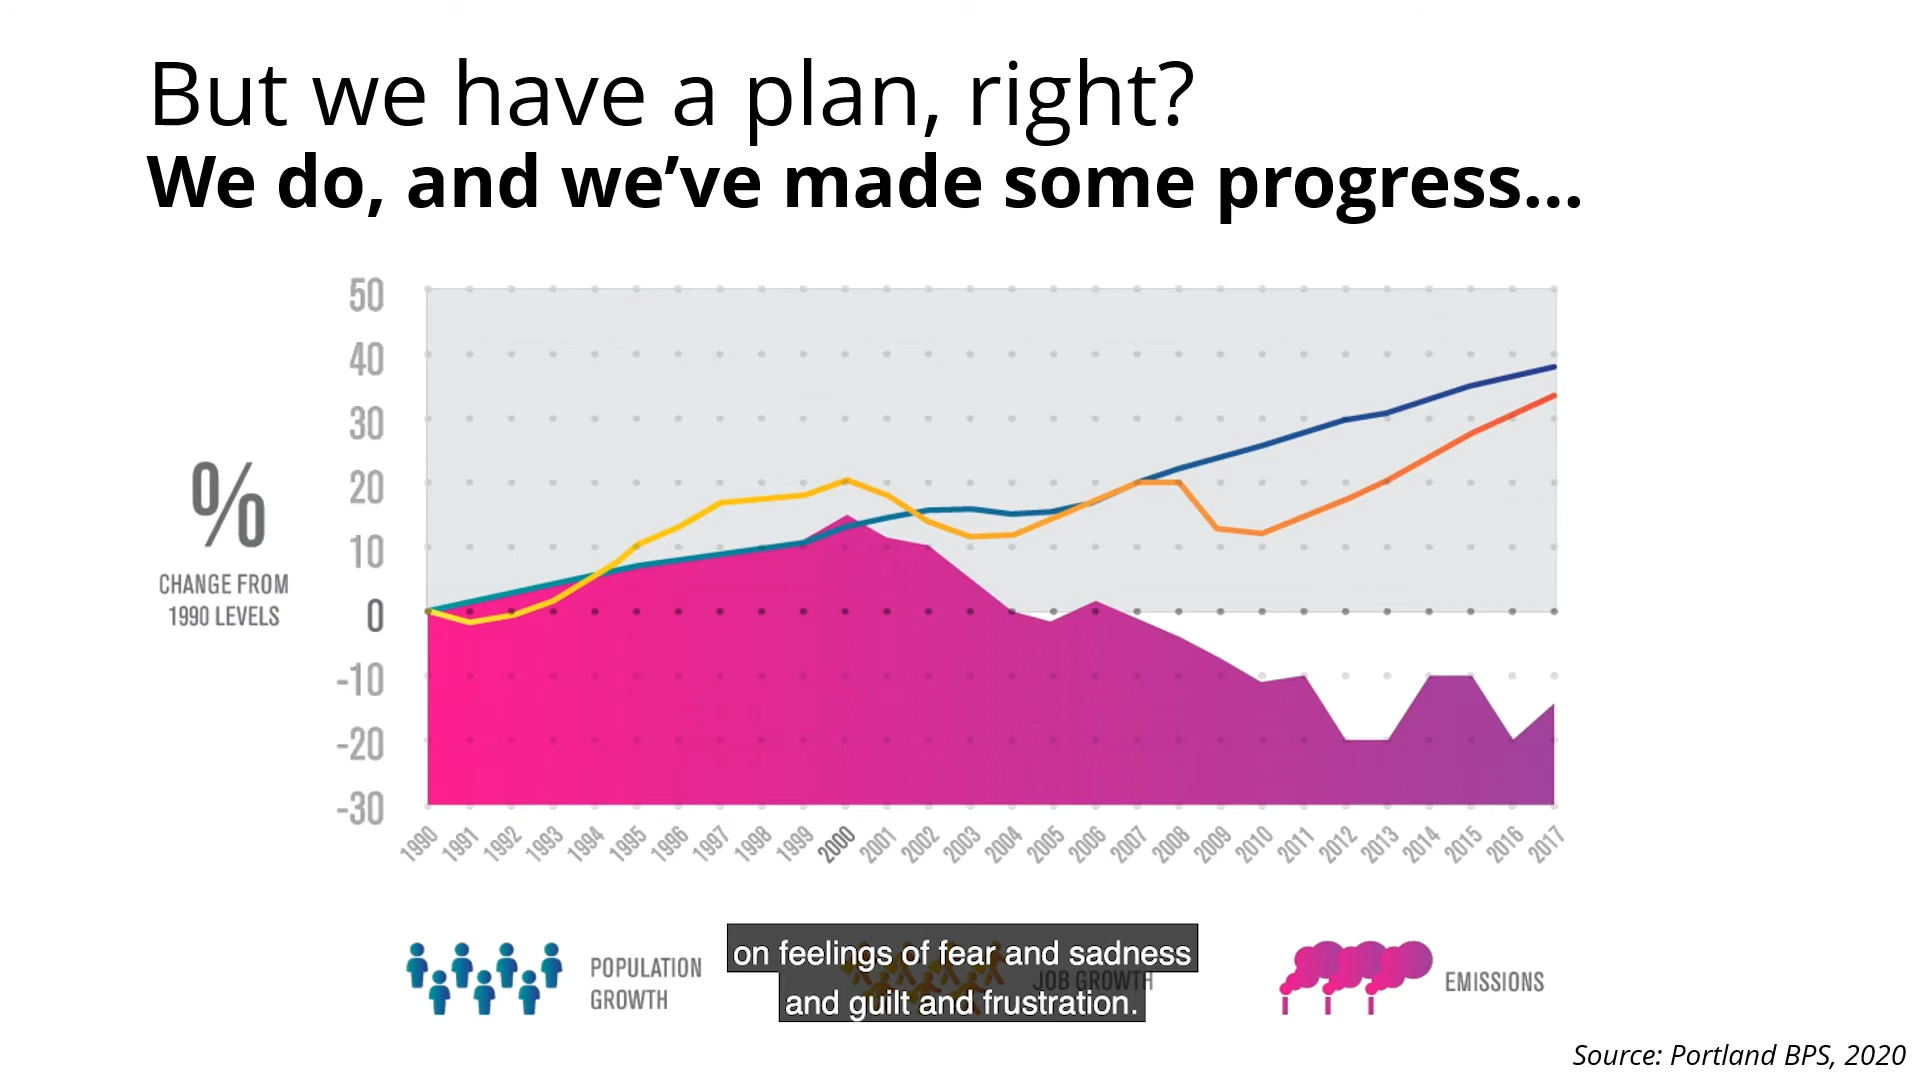 But we have a plan, right?
We do, and we’ve made some progress...
50
40
30
20
10
0
-10
-20
-30
%
CHANGE FROM
1990 LEVELS
1990 1991 1992 1993 1994 1995 1996 1997 1998 1999 2000 2001 2002 2003 2004 2005 2006 2007 2008 2009 2010 2011 2012 2013 2014 2015 2016 2017
POPULATION
GROWTH
JOB GROWTH
EMISSIONS
on feelings of fear and sadness
and guilt and frustration.
Source: Portland BPS, 2020